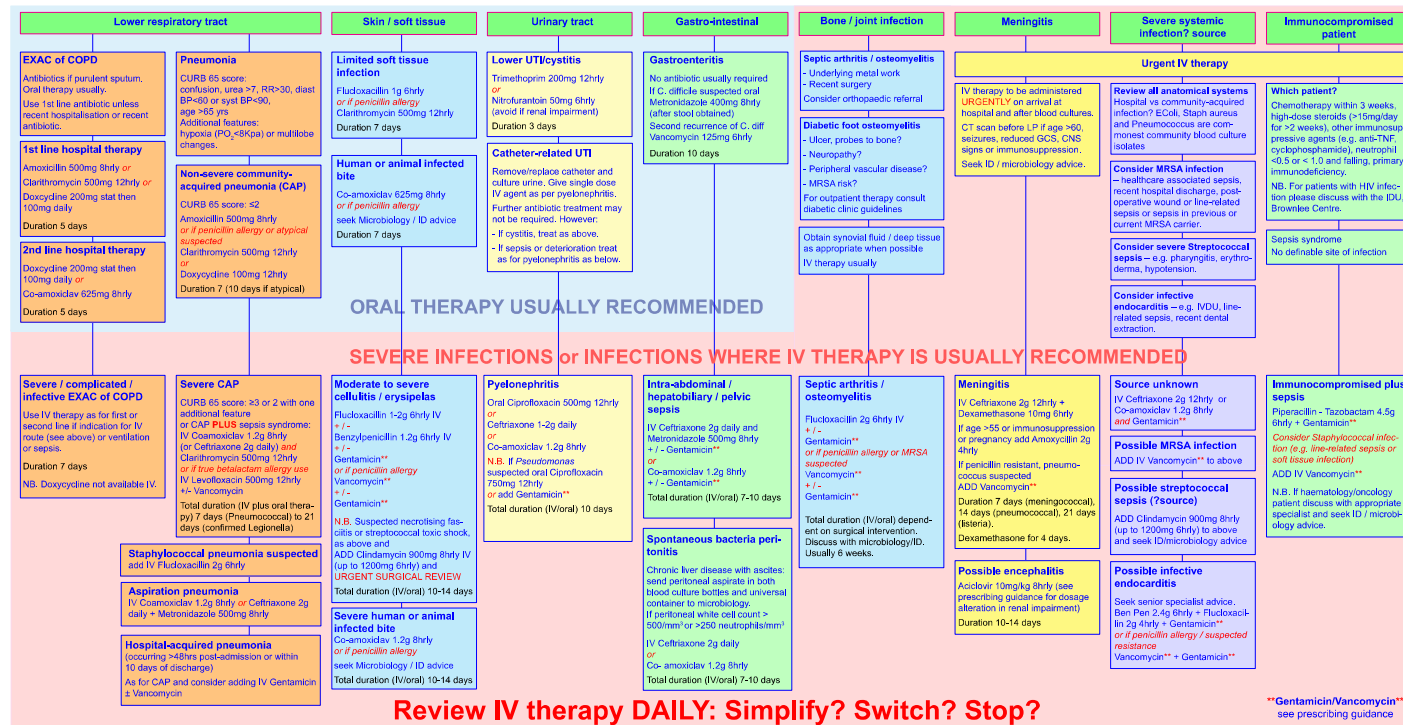 Lower respiratory tract
EXAC of COPD
Antibiotics if purulent sputum.
Oral therapy usually.
Use 1st line antibiotic unless
recent hospitalisation or recent
antibiotic.
1st line hospital therapy
Amoxicillin 500mg 8hrly or
Clarithromycin 500mg 12hrly or
Doxycycline 200mg stat then
100mg daily
Duration 5 days
2nd line hospital therapy
Doxycycline 200mg stat then
100mg daily or
Co-amoxiclav 625mg 8hrly
Duration 5 days
Pneumonia
CURB 65 score:
confusion, urea >7, RR>30, diast
BP<60 or syst BP<90,
age >65 yrs
Additional features:
hypoxia (PO2<8Kpa) or multilobe
changes.
Non-severe community-
acquired pneumonia (CAP)
CURB 65 score: ≤2
Amoxicillin 500mg 8hrly
or if penicillin allergy or atypical
suspected
Clarithromycin 500mg 12hrly
or
Doxycycline 100mg 12hrly
Duration 7 (10 days if atypical)
Skin / soft tissue
Limited soft tissue
infection
Flucloxacillin 1g 6hrly
or if penicillin allergy
Clarithromycin 500mg 12hrly
Duration 7 days
Human or animal infected
bite
Co-amoxiclav 625mg 8hrly
or if penicillin allergy
seek Microbiology / ID advice
Duration 7 days
Urinary tract
Lower UTI/cystitis
Trimethoprim 200mg 12hrly
or
Nitrofurantoin 50mg 6hrly
(avoid if renal impairment)
Duration 3 days
Catheter-related UTI
Remove/replace catheter and
culture urine. Give single dose
IV agent as per pyelonephritis.
Further antibiotic treatment may
not be required. However:
- If cystitis, treat as above.
- If sepsis or deterioration treat
as for pyelonephritis as below.
Gastro-intestinal
Gastroenteritis
No antibiotic usually required
If C. difficile suspected oral
Metronidazole 400mg 8hrly
(after stool obtained)
Second recurrence of C. diff
Vancomycin 125mg 6hrly
Duration 10 days
ORAL THERAPY USUALLY RECOMMENDED
Bone / joint infection
Septic arthritis / osteomyelitis
- Underlying metal work
- Recent surgery
Consider orthopaedic referral
Diabetic foot osteomyelitis
- Ulcer, probes to bone?
- Neuropathy?
- Peripheral vascular disease?
- MRSA risk?
For outpatient therapy consult
diabetic clinic guidelines
Obtain synovial fluid / deep tissue
as appropriate when possible
IV therapy usually
Meningitis
Severe systemic
infection? source
Immunocompromised
patient
Urgent IV therapy
IV therapy to be administered
URGENTLY on arrival at
hospital and after blood cultures.
CT scan before LP if age >60,
seizures, reduced GCS, CNS
signs or immunosuppression.
Seek ID / microbiology advice.
Review all anatomical systems
Hospital vs community-acquired
infection? EColi, Staph aureus
and Pneumococcus are com-
monest community blood culture
isolates
Consider MRSA infection
– healthcare associated sepsis,
recent hospital discharge, post-
operative wound or line-related
sepsis or sepsis in previous or
current MRSA carrier.
Consider severe Streptococcal
sepsis – e.g. pharyngitis, erythro-
derma, hypotension.
Consider infective
endocarditis – e.g. IVDU, line-
related sepsis, recent dental
extraction.
Which patient?
Chemotherapy within 3 weeks,
high-dose steroids (>15mg/day
for >2 weeks), other immunosup-
pressive agents (e.g. anti-TNF,
cyclophosphamide), neutrophil
<0.5 or < 1.0 and falling, primary
immunodeficiency.
NB. For patients with HIV infec-
tion please discuss with the IDU,
Brownlee Centre.
Sepsis syndrome
No definable site of infection
SEVERE INFECTIONS or INFECTIONS WHERE IV THERAPY IS USUALLY RECOMMENDED
Severe / complicated /
infective EXAC of COPD
Use IV therapy as for first or
second line if indication for IV
route (see above) or ventilation
or sepsis.
Duration 7 days
NB. Doxycycline not available IV.
Severe CAP
CURB 65 score: ≥3 or 2 with one
additional feature
or CAP PLUS sepsis syndrome:
IV Coamoxiclav 1.2g 8hrly
(or Ceftriaxone 2g daily) and
Clarithromycin 500mg 12hrly
or if true betalactam allergy use
IV Levofloxacin 500mg 12hrly
+/- Vancomycin
Total duration (IV plus oral thera-
py) 7 days (Pneumococcal) to 21
days (confirmed Legionella)
Staphylococcal pneumonia suspected
add IV Flucloxacillin 2g 6hrly
Aspiration pneumonia
IV Coamoxiclav 1.2g 8hrly or Ceftriaxone 2g
daily + Metronidazole 500mg 8hrly
Hospital-acquired pneumonia
(occurring >48hrs post-admission or within
10 days of discharge)
As for CAP and consider adding IV Gentamicin
± Vancomycin
Moderate to severe
cellulitis / erysipelas
Flucloxacillin 1-2g 6hrly IV
+ / -
Benzylpenicillin 1.2g 6hrly IV
+ / -
Gentamicin**
or if penicillin allergy
Vancomycin**
+ / -
Gentamicin**
N.B. Suspected necrotising fas-
ciitis or streptococcal toxic shock,
as above and
ADD Clindamycin 900mg 8hrly IV
(up to 1200mg 6hrly) and
URGENT SURGICAL REVIEW
Total duration (IV/oral) 10-14 days
Severe human or animal
infected bite
Co-amoxiclav 1.2g 8hrly
or if penicillin allergy
seek Microbiology / ID advice
Total duration (IV/oral) 10-14 days
Pyelonephritis
Oral Ciprofloxacin 500mg 12hrly
or
Ceftriaxone 1-2g daily
or
Co-amoxiclav 1.2g 8hrly
N.B. If Pseudomonas
suspected oral Ciprofloxacin
750mg 12hrly
or add Gentamicin**
Total duration (IV/oral) 10 days
Intra-abdominal /
hepatobiliary / pelvic
sepsis
IV Ceftriaxone 2g daily and
Metronidazole 500mg 8hrly
+ / - Gentamicin**
or
Co-amoxiclav 1.2g 8hrly
+ / - Gentamicin**
Total duration (IV/oral) 7-10 days
Spontaneous bacteria peri-
tonitis
Chronic liver disease with ascites:
send peritoneal aspirate in both
blood culture bottles and universal
container to microbiology.
If peritoneal white cell count >
500/mm³ or >250 neutrophils/mm³
IV Ceftriaxone 2g daily
or
Co- amoxiclav 1.2g 8hrly
Total duration (IV/oral) 7-10 days
Septic arthritis /
osteomyelitis
Flucloxacillin 2g 6hrly IV
+ / -
Gentamicin**
or if penicillin allergy or MRSA
suspected
Vancomycin**
+ / -
Gentamicin**
Total duration (IV/oral) depend-
ent on surgical intervention.
Discuss with microbiology/ID.
Usually 6 weeks.
Meningitis
IV Ceftriaxone 2g 12hrly +
Dexamethasone 10mg 6hrly
If age >55 or immunosuppression
or pregnancy add Amoxycillin 2g
4hrly
If penicillin resistant, pneumo-
coccus suspected
ADD Vancomycin**
Duration 7 days (meningococcal),
14 days (pneumococcal), 21 days
(listeria).
Dexamethasone for 4 days.
Possible encephalitis
Aciclovir 10mg/kg 8hrly (see
prescribing guidance for dosage
alteration in renal impairment)
Duration 10-14 days
Source unknown
IV Ceftriaxone 2g 12hrly or
Co-amoxiclav 1.2g 8hrly
and Gentamicin**
Possible MRSA infection
ADD IV Vancomycin** to above
Possible streptococcal
sepsis (?source)
ADD Clindamycin 900mg 8hrly
(up to 1200mg 6hrly) to above
and seek ID/microbiology advice
Possible infective
endocarditis
Seek senior specialist advice.
Ben Pen 2.4g 6hrly + Flucloxacil-
lin 2g 4hrly + Gentamicin**
or if penicillin allergy / suspected
resistance
Vancomycin** + Gentamicin**
Immunocompromised plus
sepsis
Piperacillin - Tazobactam 4.5g
6hrly + Gentamicin**
Consider Staphylococcal infec-
tion (e.g. line-related sepsis or
soft tissue infection)
ADD IV Vancomycin**
N.B. If haematology/oncology
patient discuss with appropriate
specialist and seek ID / microbi-
ology advice.
Review IV therapy DAILY: Simplify? Switch? Stop?
**Gentamicin/Vancomycin**
see prescribing guidance